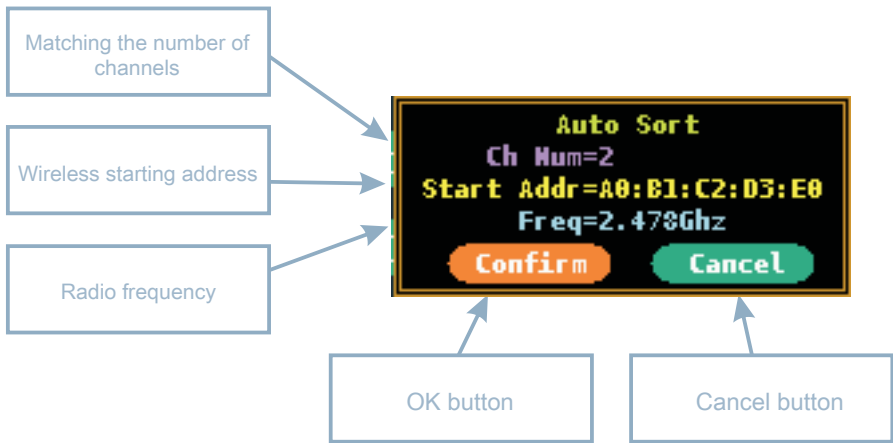 Matching the number of
channels
Wireless starting address
Radio frequency
Auto Sort
Ch Num=2
Start Addr=A0:B1:C2:D3:E0
Freq=2.478Ghz
Confirm
Cancel
OK button
Cancel button